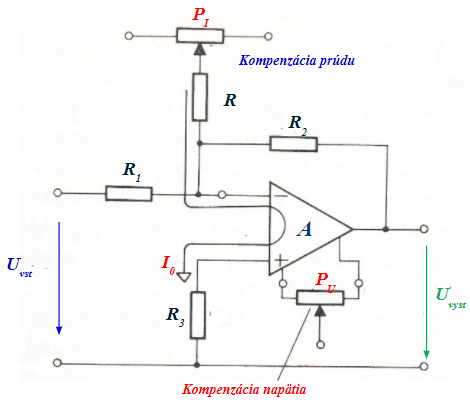 P_I
Kompenzácia prúdu
R
R_2
R_1
−
A
U_vst
I_0
+
P_U
U_vyst
R_3
Kompenzácia napätia